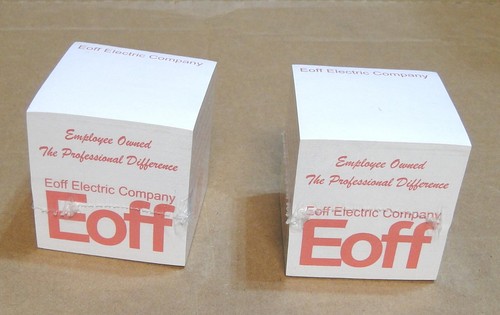 Eoff Electric Company
Employee Owned
The Professional Difference
Eoff Electric Company
Eoff
Eoff Electric Company
Employee Owned
The Professional Difference
Eoff Electric Company
Eoff